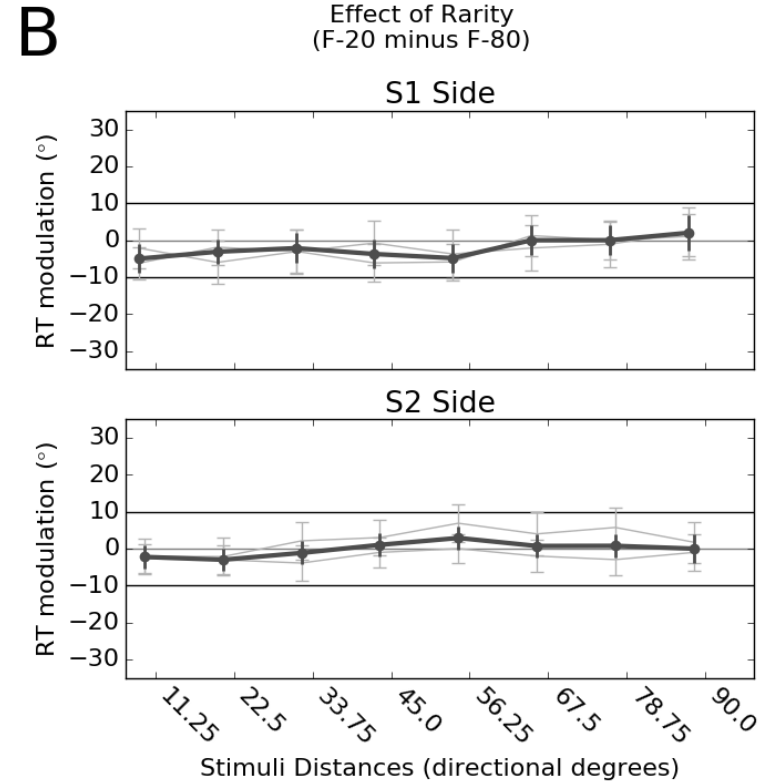 B
Effect of Rarity
(F-20 minus F-80)
S1 Side
RT modulation (°)
30
20
10
0
−10
−20
−30
S2 Side
RT modulation (°)
30
20
10
0
−10
−20
−30
11.25 22.5 33.75 45.0 56.25 67.5 78.75 90.0
Stimuli Distances (directional degrees)